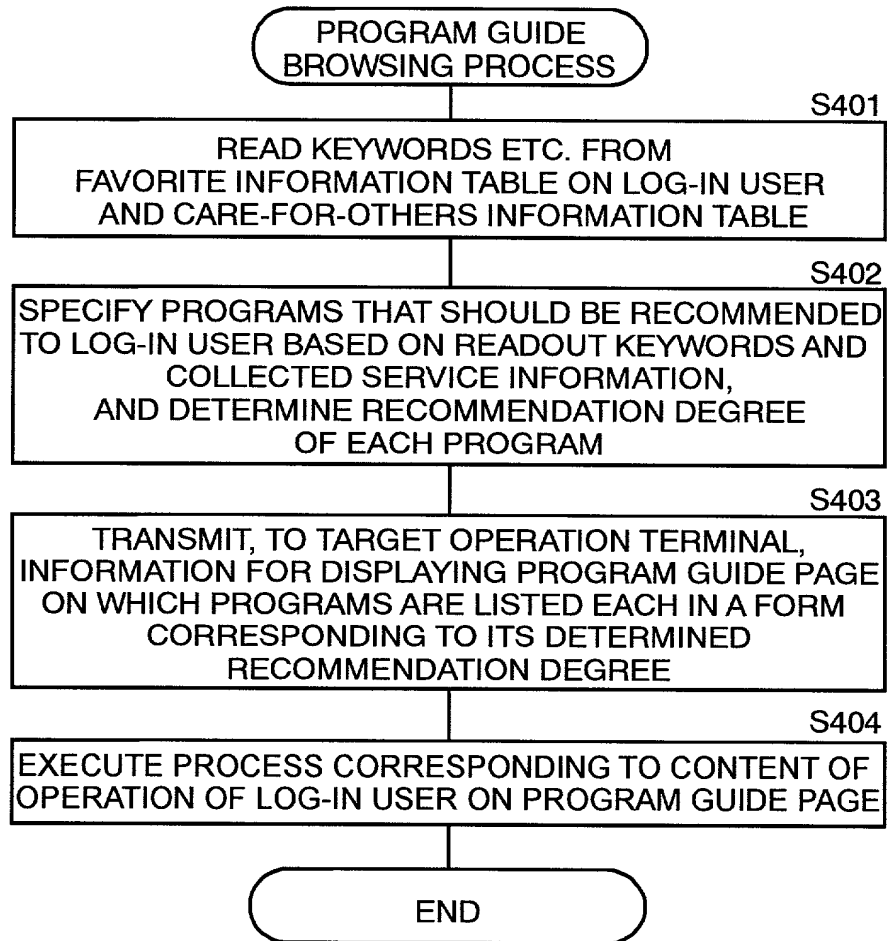 PROGRAM GUIDE
BROWSING PROCESS
S401
READ KEYWORDS ETC. FROM
FAVORITE INFORMATION TABLE ON LOG-IN USER
AND CARE-FOR-OTHERS INFORMATION TABLE
S402
SPECIFY PROGRAMS THAT SHOULD BE RECOMMENDED
TO LOG-IN USER BASED ON READOUT KEYWORDS AND
COLLECTED SERVICE INFORMATION,
AND DETERMINE RECOMMENDATION DEGREE
OF EACH PROGRAM
S403
TRANSMIT, TO TARGET OPERATION TERMINAL,
INFORMATION FOR DISPLAYING PROGRAM GUIDE PAGE
ON WHICH PROGRAMS ARE LISTED EACH IN A FORM
CORRESPONDING TO ITS DETERMINED
RECOMMENDATION DEGREE
S404
EXECUTE PROCESS CORRESPONDING TO CONTENT OF
OPERATION OF LOG-IN USER ON PROGRAM GUIDE PAGE
END